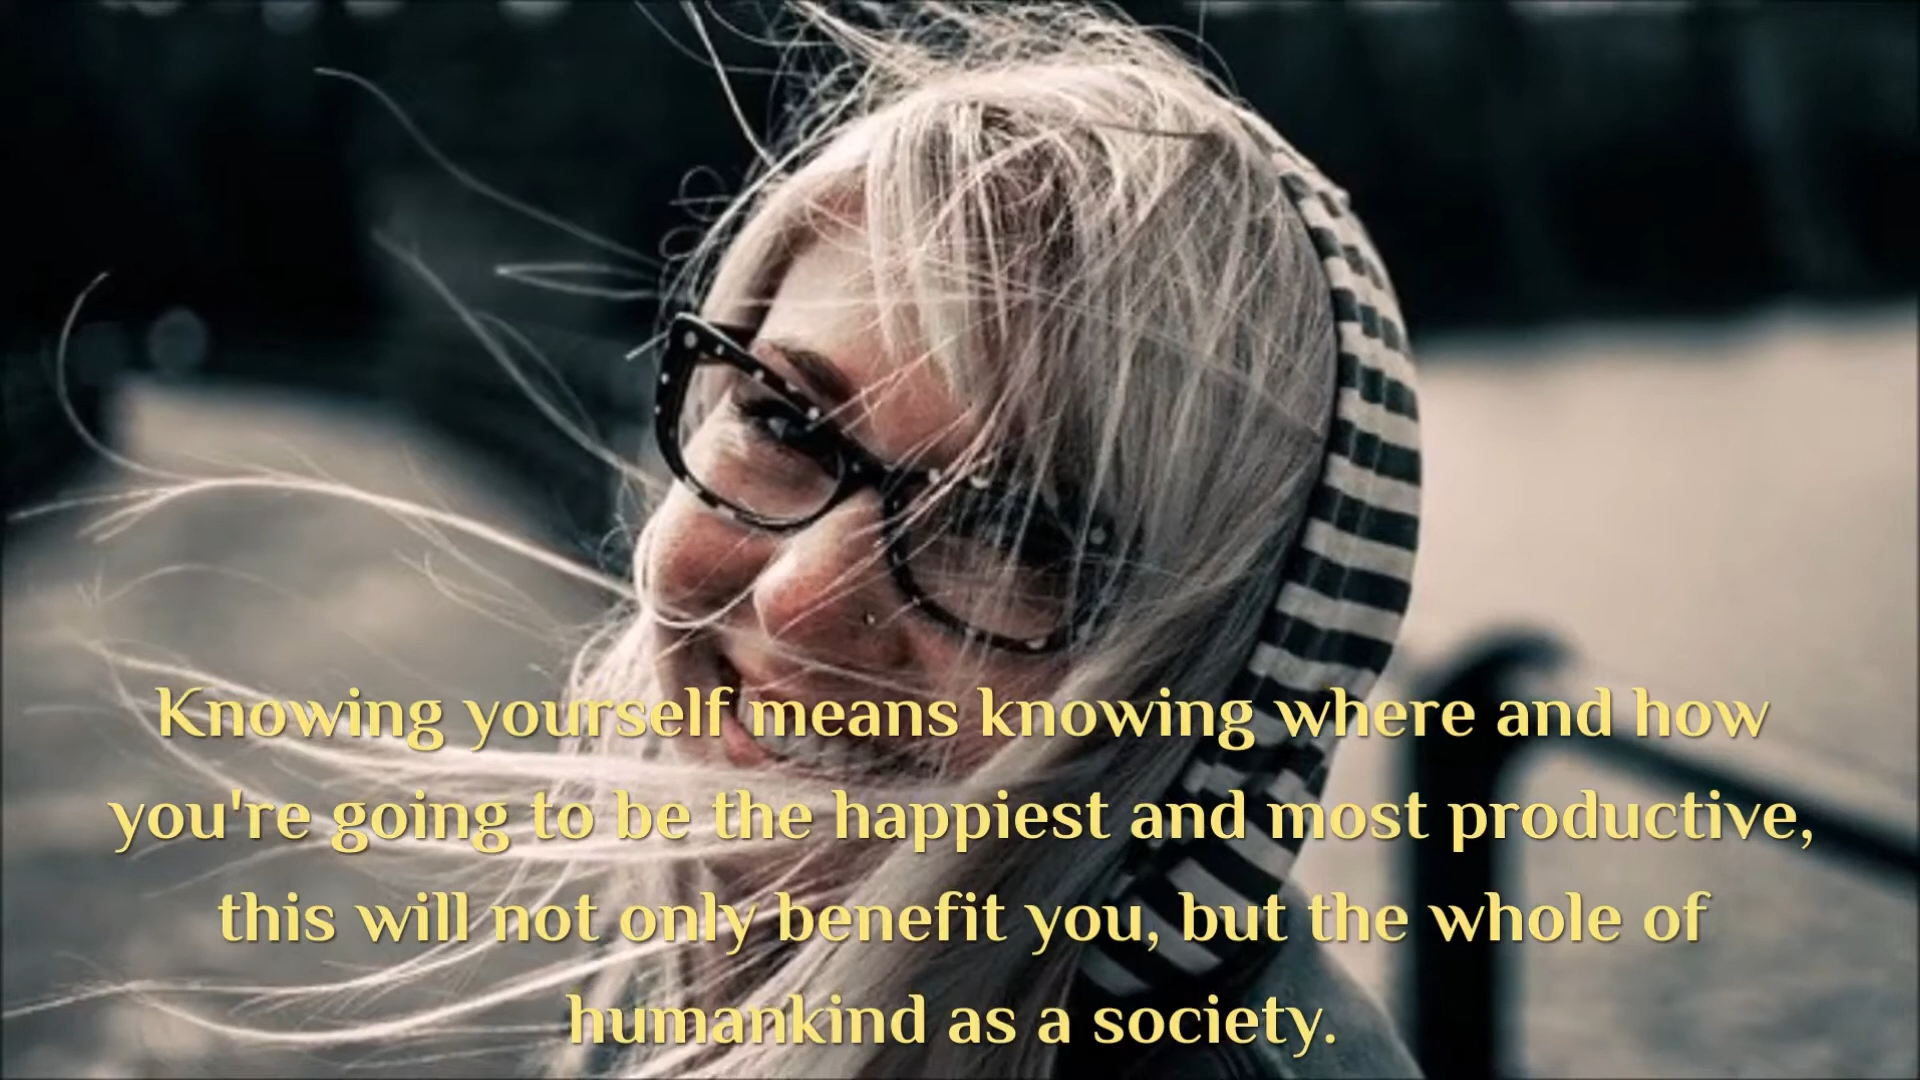 Knowing yourself means knowing where and how
you're going to be the happiest and most productive,
this will not only benefit you, but the whole of
humankind as a society.